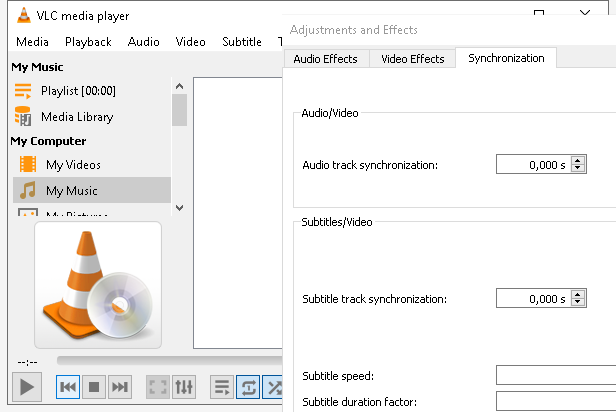 VLC media player
Media Playback Audio Video Subtitle
My Music
Playlist [00:00]
Media Library
My Computer
My Videos
My Music
My Pictures
--:--
Adjustments and Effects
Audio Effects Video Effects Synchronization
Audio/Video
Audio track synchronization: 0,000 s
Subtitles/Video
Subtitle track synchronization: 0,000 s
Subtitle speed:
Subtitle duration factor: